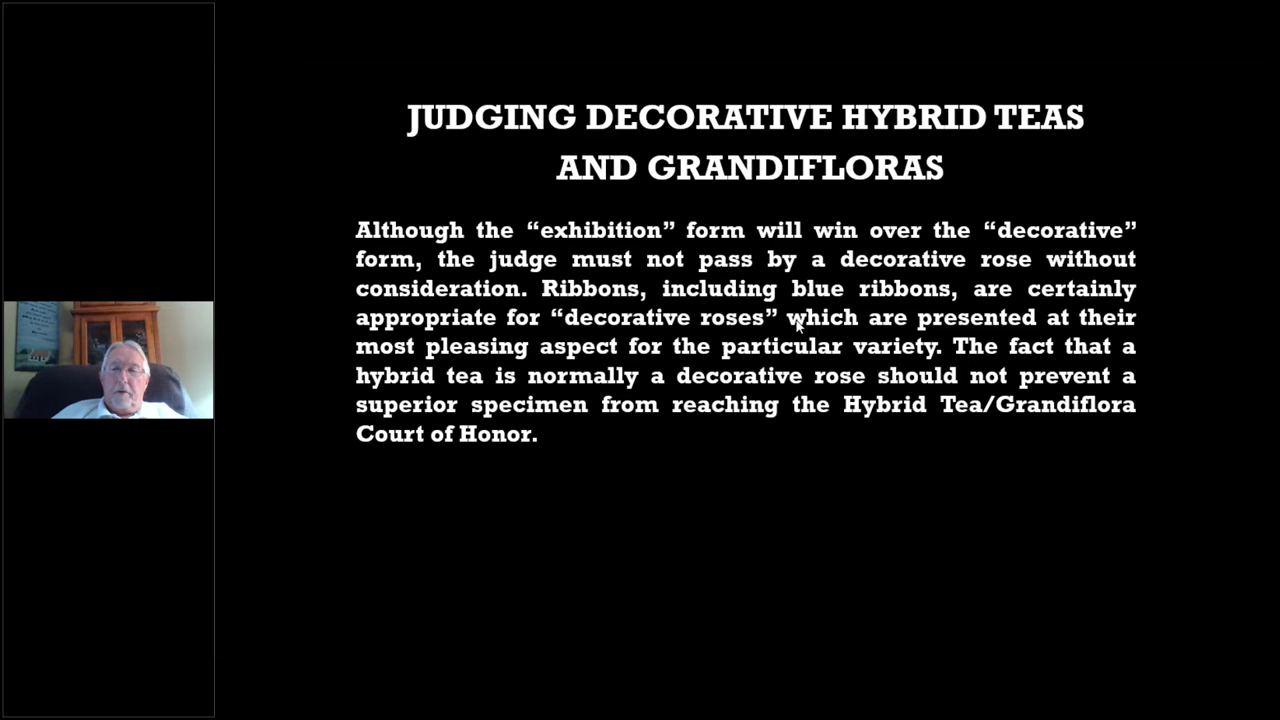 JUDGING DECORATIVE HYBRID TEAS
AND GRANDIFLORAS
Although the “exhibition” form will win over the “decorative”
form, the judge must not pass by a decorative rose without
consideration. Ribbons, including blue ribbons, are certainly
appropriate for “decorative roses” which are presented at their
most pleasing aspect for the particular variety. The fact that a
hybrid tea is normally a decorative rose should not prevent a
superior specimen from reaching the Hybrid Tea/Grandiflora
Court of Honor.